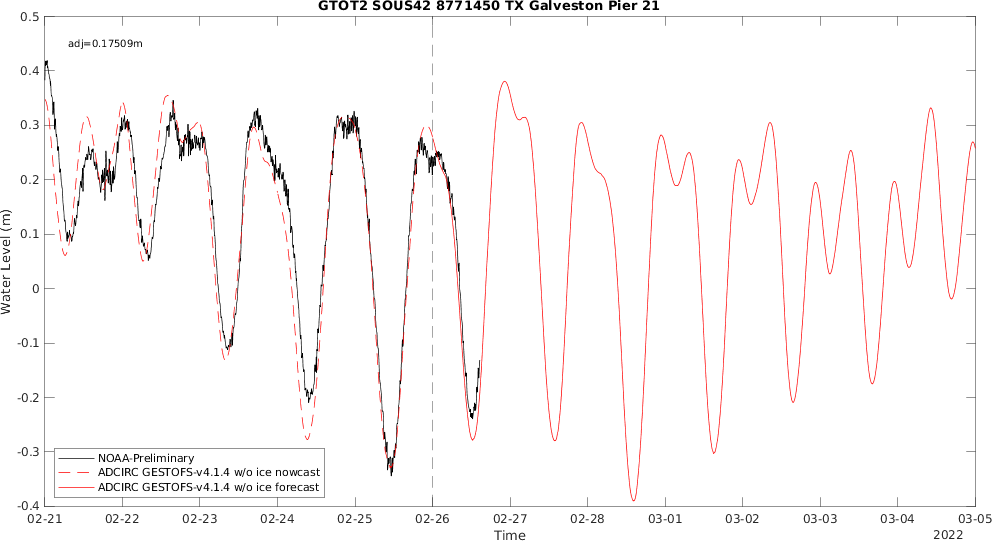 GTOT2 SOUS42 8771450 TX Galveston Pier 21
adj=0.17509m
0.5
0.4
0.3
0.2
0.1
0
-0.1
-0.2
-0.3
-0.4
Water Level (m)
NOAA-Preliminary
ADCIRC GESTOFS-v4.1.4 w/o ice nowcast
ADCIRC GESTOFS-v4.1.4 w/o ice forecast
02-21 02-22 02-23 02-24 02-25 02-26 02-27 02-28 03-01 03-02 03-03 03-04 03-05
Time
2022